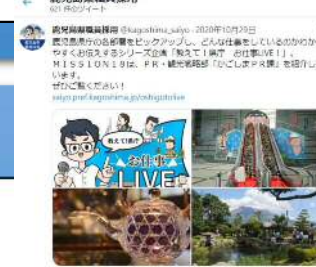 鹿児島県職員採用
621 件のツイート
鹿児島県職員採用 @kagoshima_saiyo · 2020年10月29日
鹿児島県庁の各部署をピックアップし、どんな仕事をしているのかわか
やすくお伝えするシリーズ企画「教えて!県庁 お仕事LIVE!」。
MISSION18は、PR・観光戦略部「かごしまPR課」を紹介し
います。
ぜひご覧ください!
saiyo.pref.kagoshima.jp/oshigotolive
教えて!県庁
お仕事
LIVE